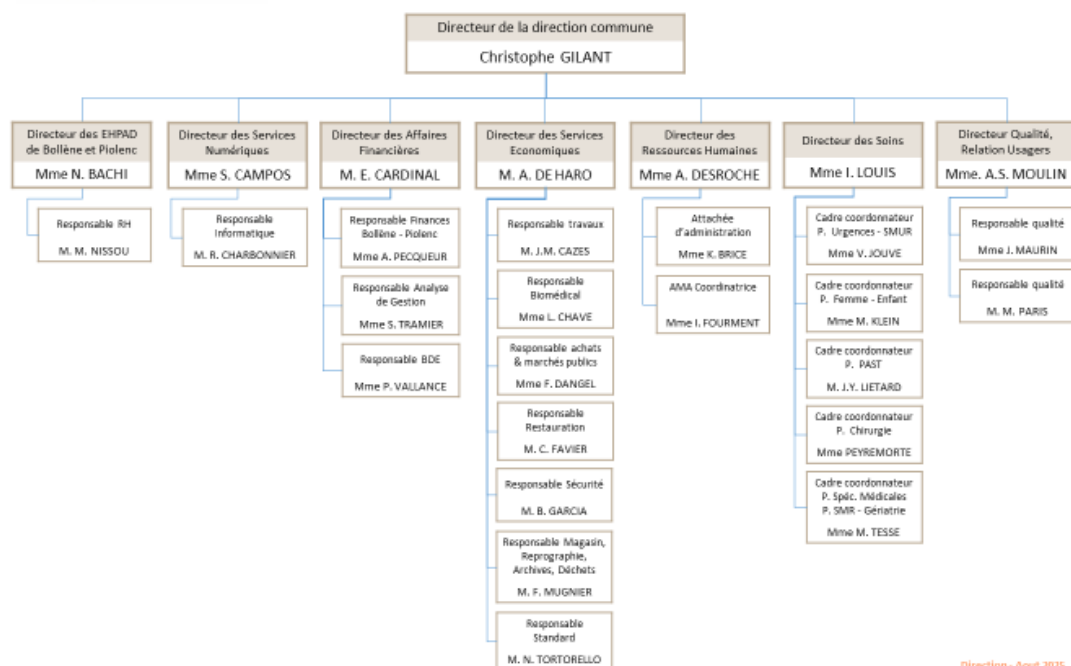 Directeur de la direction commune
Christophe GILANT
Directeur des EHPAD
de Bollène et Piolenc
Mme N. BACHI
Responsable RH
M. M. NISSOU
Directeur des Services
Numériques
Mme S. CAMPOS
Responsable
Informatique
M. R. CHARBONNIER
Directeur des Affaires
Financières
M. E. CARDINAL
Responsable Finances
Bollène - Piolenc
Mme A. PECQUEUR
Responsable Analyse
de Gestion
Mme S. TRAMIER
Responsable BDE
Mme P. VALLANCE
Directeur des Services
Economiques
M. A. DE HARO
Responsable travaux
M. J.M. CAZES
Responsable
Biomédical
Mme L. CHAVE
Responsable achats
& marchés publics
Mme F. DANGEL
Responsable
Restauration
M. C. FAVIER
Responsable Sécurité
M. B. GARCIA
Responsable Magasin,
Reprographie,
Archives, Déchets
M. F. MUGNIER
Responsable
Standard
M. N. TORTORELLO
Directeur des
Ressources Humaines
Mme A. DESROCHE
Attachée
d'administration
Mme K. BRICE
AMA Coordinatrice
Mme I. FOURMENT
Directeur des Soins
Mme I. LOUIS
Cadre coordonnateur
P. Urgences - SMUR
Mme V. JOUVE
Cadre coordonnateur
P. Femme - Enfant
Mme M. KLEIN
Cadre coordonnateur
P. PAST
M. J.Y. LIETARD
Cadre coordonnateur
P. Chirurgie
Mme PEYREMORTE
Cadre coordonnateur
P. Spéc. Médicales
P. SMR - Gériatrie
Mme M. TESSE
Directeur Qualité,
Relation Usagers
Mme. A.S. MOULIN
Responsable qualité
Mme J. MAURIN
Responsable qualité
M. M. PARIS
Direction - Aout 2025